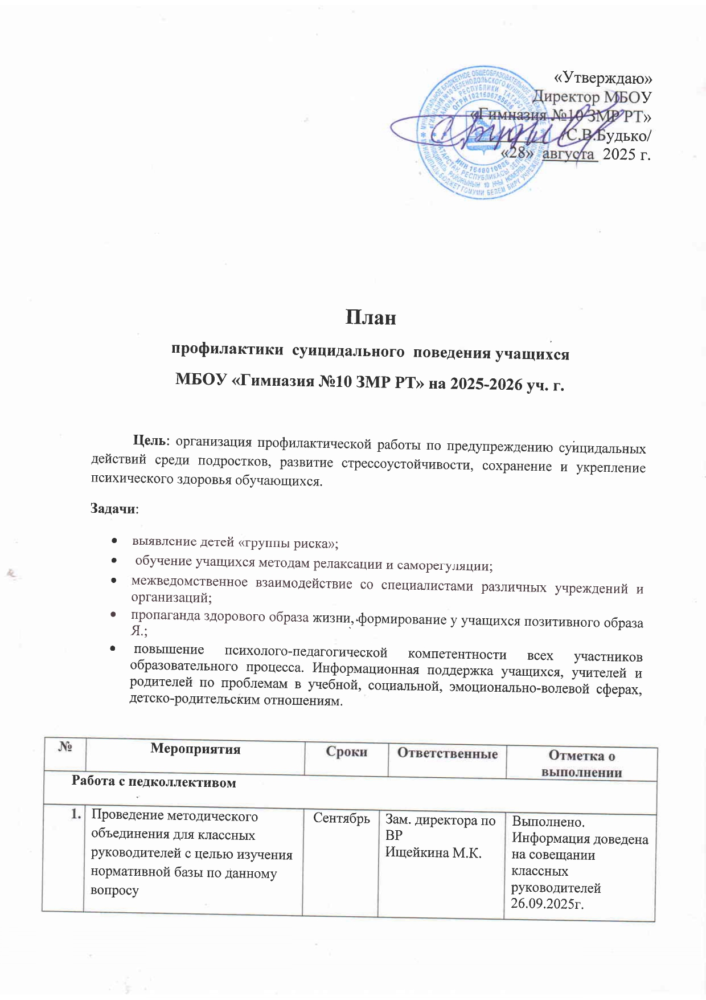 «Утверждаю»
Директор МБОУ
«Гимназия №10 ЗМР РТ»
/С.В.Будько/
«28» августа 2025 г.
ОГРН 1021606755806
ИНН 1648010986
План
профилактики суицидального поведения учащихся
МБОУ «Гимназия №10 ЗМР РТ» на 2025-2026 уч. г.
Цель: организация профилактической работы по предупреждению суицидальных
действий среди подростков, развитие стрессоустойчивости, сохранение и укрепление
психического здоровья обучающихся.
Задачи:
• выявление детей «группы риска»;
• обучение учащихся методам релаксации и саморегуляции;
• межведомственное взаимодействие со специалистами различных учреждений и
организаций;
• пропаганда здорового образа жизни, формирование у учащихся позитивного образа
Я.;
• повышение психолого-педагогической компетентности всех участников
образовательного процесса. Информационная поддержка учащихся, учителей и
родителей по проблемам в учебной, социальной, эмоционально-волевой сферах,
детско-родительским отношениям.
№ Мероприятия Сроки Ответственные Отметка о
выполнении
Работа с педколлективом
1. Проведение методического
объединения для классных
руководителей с целью изучения
нормативной базы по данному
вопросу
Сентябрь
Зам. директора по
ВР
Ищейкина М.К.
Выполнено.
Информация доведена
на совещании
классных
руководителей
26.09.2025г.